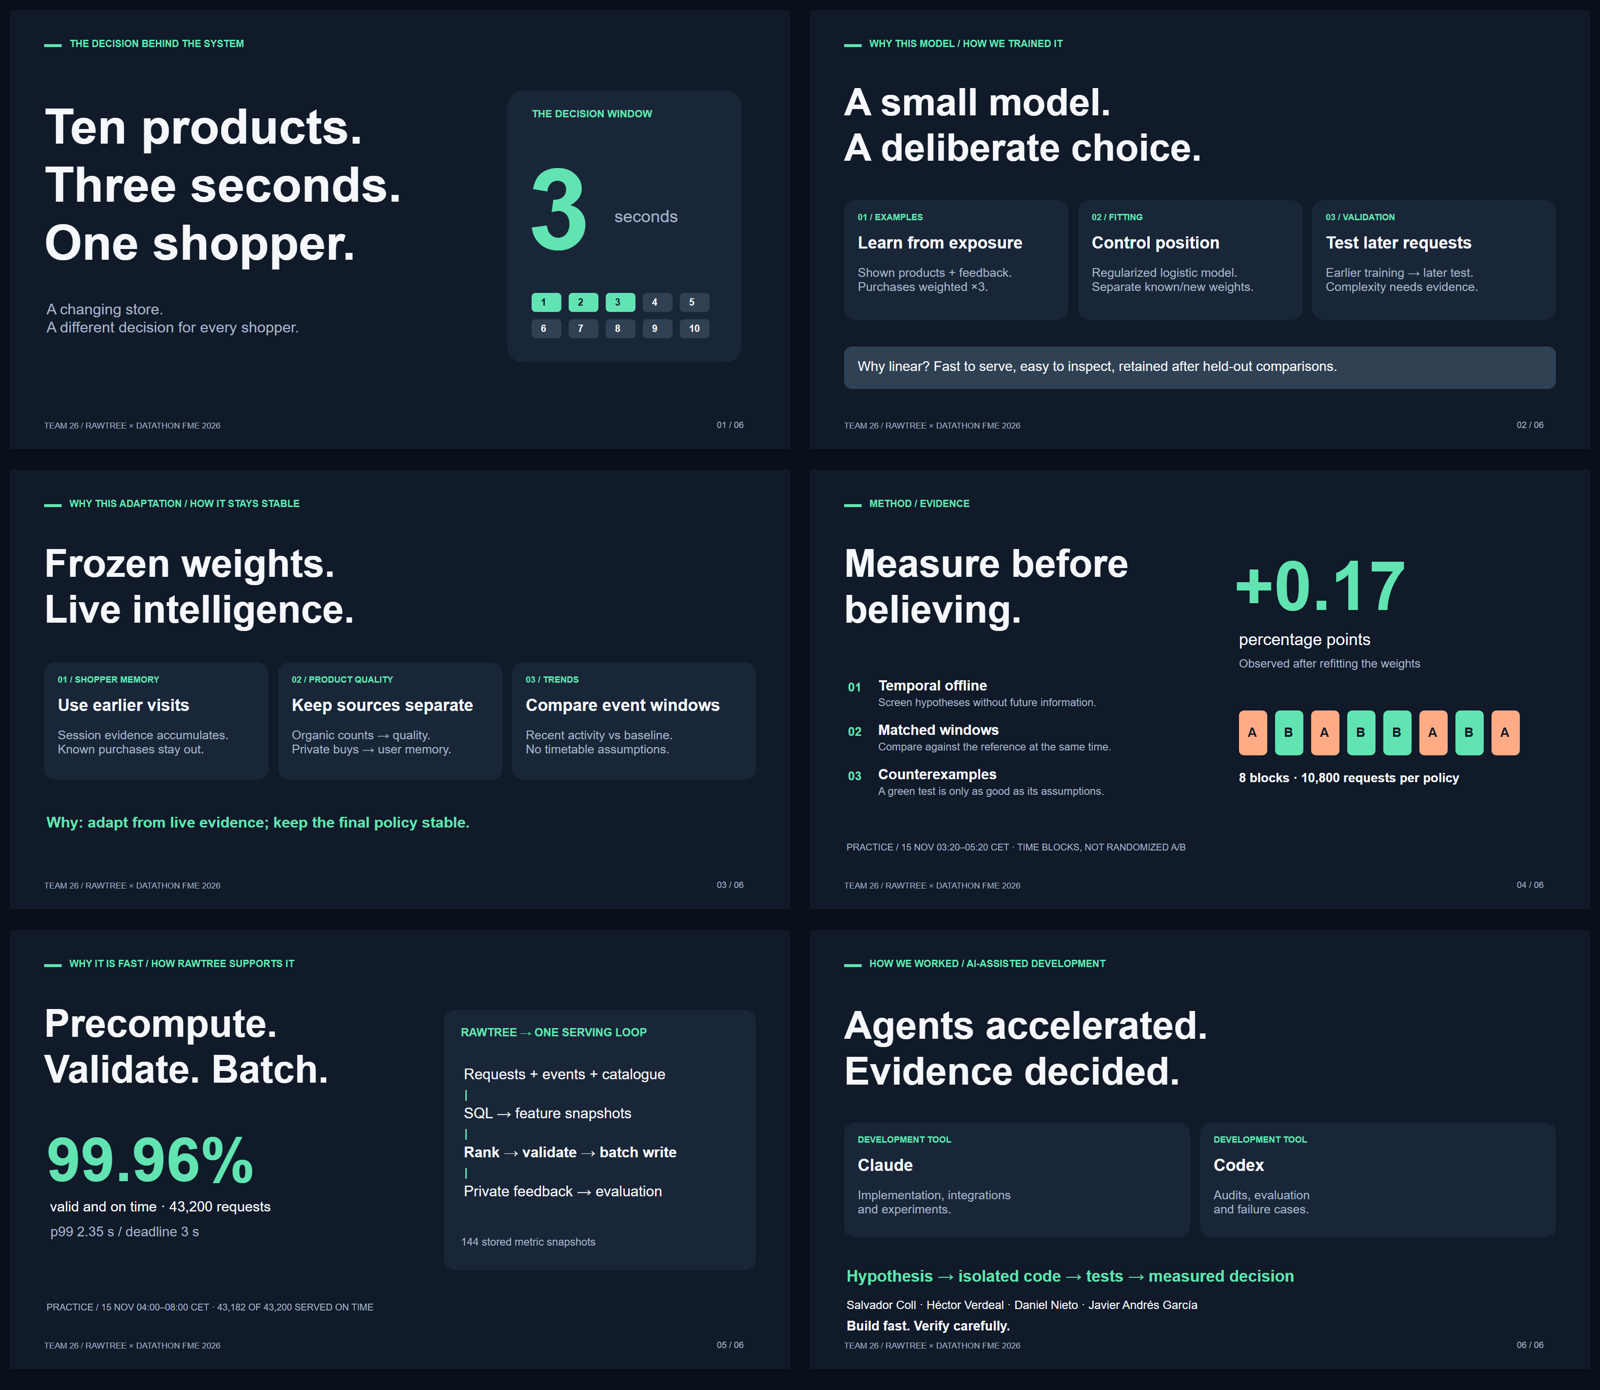 THE DECISION BEHIND THE SYSTEM
Ten products.
Three seconds.
One shopper.
A changing store.
A different decision for every shopper.
THE DECISION WINDOW
3 seconds
1 2 3 4 5
6 7 8 9 10
TEAM 26 / RAWTREE × DATATHON FME 2026
01 / 06
WHY THIS MODEL / HOW WE TRAINED IT
A small model.
A deliberate choice.
01 / EXAMPLES
Learn from exposure
Shown products + feedback.
Purchases weighted ×3.
02 / FITTING
Control position
Regularized logistic model.
Separate known/new weights.
03 / VALIDATION
Test later requests
Earlier training → later test.
Complexity needs evidence.
Why linear? Fast to serve, easy to inspect, retained after held-out comparisons.
TEAM 26 / RAWTREE × DATATHON FME 2026
02 / 06
WHY THIS ADAPTATION / HOW IT STAYS STABLE
Frozen weights.
Live intelligence.
01 / SHOPPER MEMORY
Use earlier visits
Session evidence accumulates.
Known purchases stay out.
02 / PRODUCT QUALITY
Keep sources separate
Organic counts → quality.
Private buys → user memory.
03 / TRENDS
Compare event windows
Recent activity vs baseline.
No timetable assumptions.
Why: adapt from live evidence; keep the final policy stable.
TEAM 26 / RAWTREE × DATATHON FME 2026
03 / 06
METHOD / EVIDENCE
Measure before
believing.
01 Temporal offline
Screen hypotheses without future information.
02 Matched windows
Compare against the reference at the same time.
03 Counterexamples
A green test is only as good as its assumptions.
+0.17
percentage points
Observed after refitting the weights
A B A B B A B A
8 blocks · 10,800 requests per policy
PRACTICE / 15 NOV 03:20–05:20 CET · TIME BLOCKS, NOT RANDOMIZED A/B
TEAM 26 / RAWTREE × DATATHON FME 2026
04 / 06
WHY IT IS FAST / HOW RAWTREE SUPPORTS IT
Precompute.
Validate. Batch.
99.96%
valid and on time · 43,200 requests
p99 2.35 s / deadline 3 s
RAWTREE → ONE SERVING LOOP
Requests + events + catalogue
SQL → feature snapshots
Rank → validate → batch write
Private feedback → evaluation
144 stored metric snapshots
PRACTICE / 15 NOV 04:00–08:00 CET · 43,182 OF 43,200 SERVED ON TIME
TEAM 26 / RAWTREE × DATATHON FME 2026
05 / 06
HOW WE WORKED / AI-ASSISTED DEVELOPMENT
Agents accelerated.
Evidence decided.
DEVELOPMENT TOOL
Claude
Implementation, integrations
and experiments.
DEVELOPMENT TOOL
Codex
Audits, evaluation
and failure cases.
Hypothesis → isolated code → tests → measured decision
Salvador Coll · Héctor Verdeal · Daniel Nieto · Javier Andrés García
Build fast. Verify carefully.
TEAM 26 / RAWTREE × DATATHON FME 2026
06 / 06